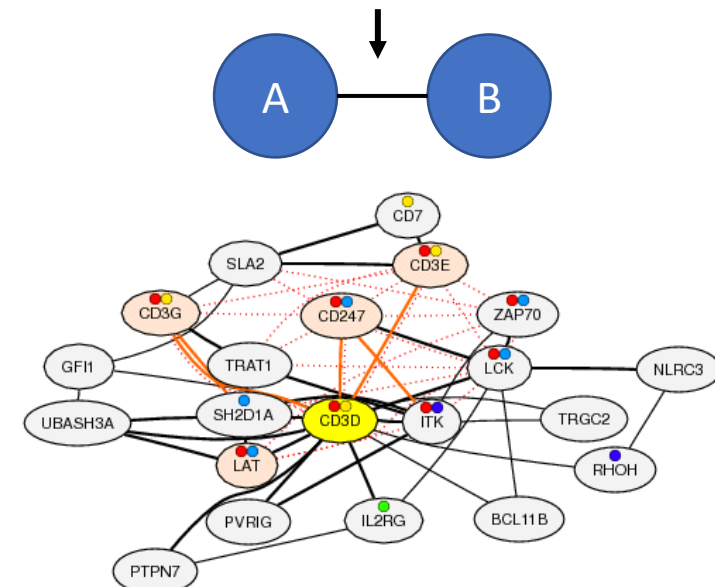 A B
CD7
SLA2 CD3E
CD3G CD247 ZAP70
GFI1 TRAT1 LCK NLRC3
UBASH3A SH2D1A CD3D ITK TRGC2
LAT RHOH
PVRIG IL2RG BCL11B
PTPN7